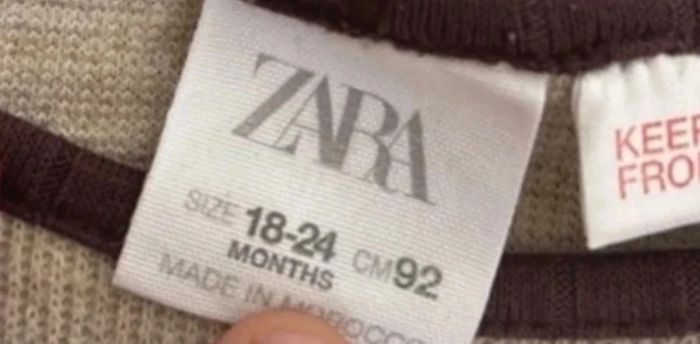 ZARA
SIZE 18-24 CM 92
MONTHS
MADE IN MOROCCO
KEEP
FRO